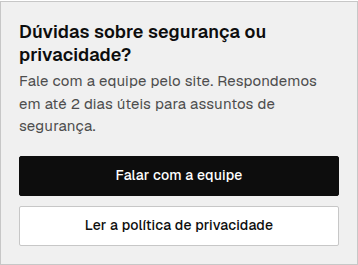 Dúvidas sobre segurança ou
privacidade?
Fale com a equipe pelo site. Respondemos
em até 2 dias úteis para assuntos de
segurança.
Falar com a equipe
Ler a política de privacidade